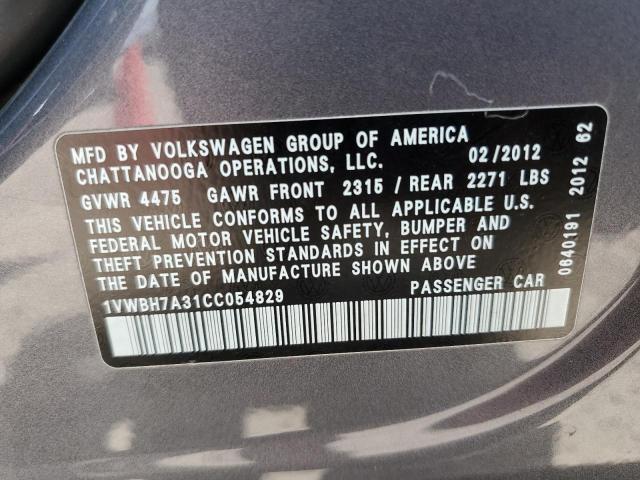 MFD BY VOLKSWAGEN GROUP OF AMERICA
CHATTANOOGA OPERATIONS, LLC. 02/2012
GVWR 4475 GAWR FRONT 2315 / REAR 2271 LBS
THIS VEHICLE CONFORMS TO ALL APPLICABLE U.S.
FEDERAL MOTOR VEHICLE SAFETY, BUMPER AND
THEFT PREVENTION STANDARDS IN EFFECT ON
THE DATE OF MANUFACTURE SHOWN ABOVE
1VWBH7A31CC054829 PASSENGER CAR
0640191 2012 62